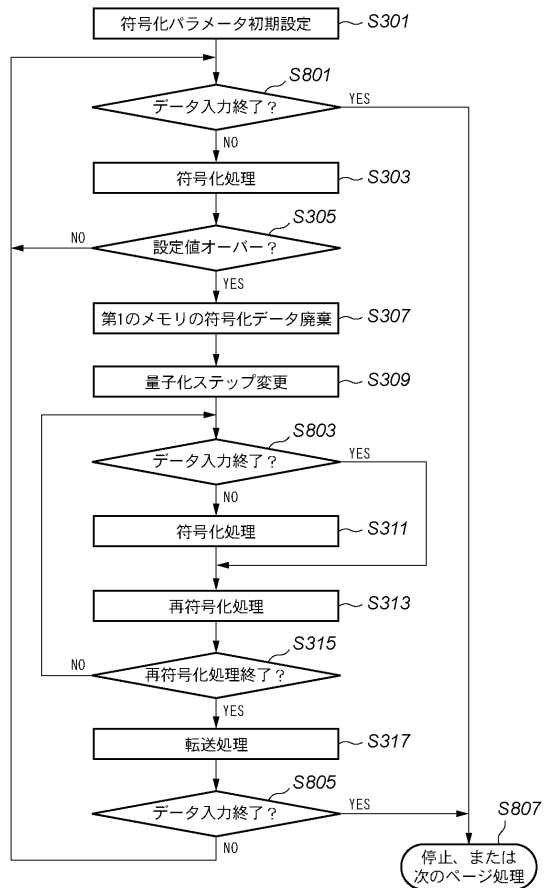 符号化パラメータ初期設定 S301
S801
データ入力終了？ YES
NO
符号化処理 S303
S305
設定値オーバー？ NO
YES
第1のメモリの符号化データ廃棄 S307
量子化ステップ変更 S309
S803
データ入力終了？ YES
NO
符号化処理 S311
再符号化処理 S313
S315
再符号化処理終了？ NO
YES
転送処理 S317
S805
データ入力終了？ YES
NO
S807
停止、または
次のページ処理